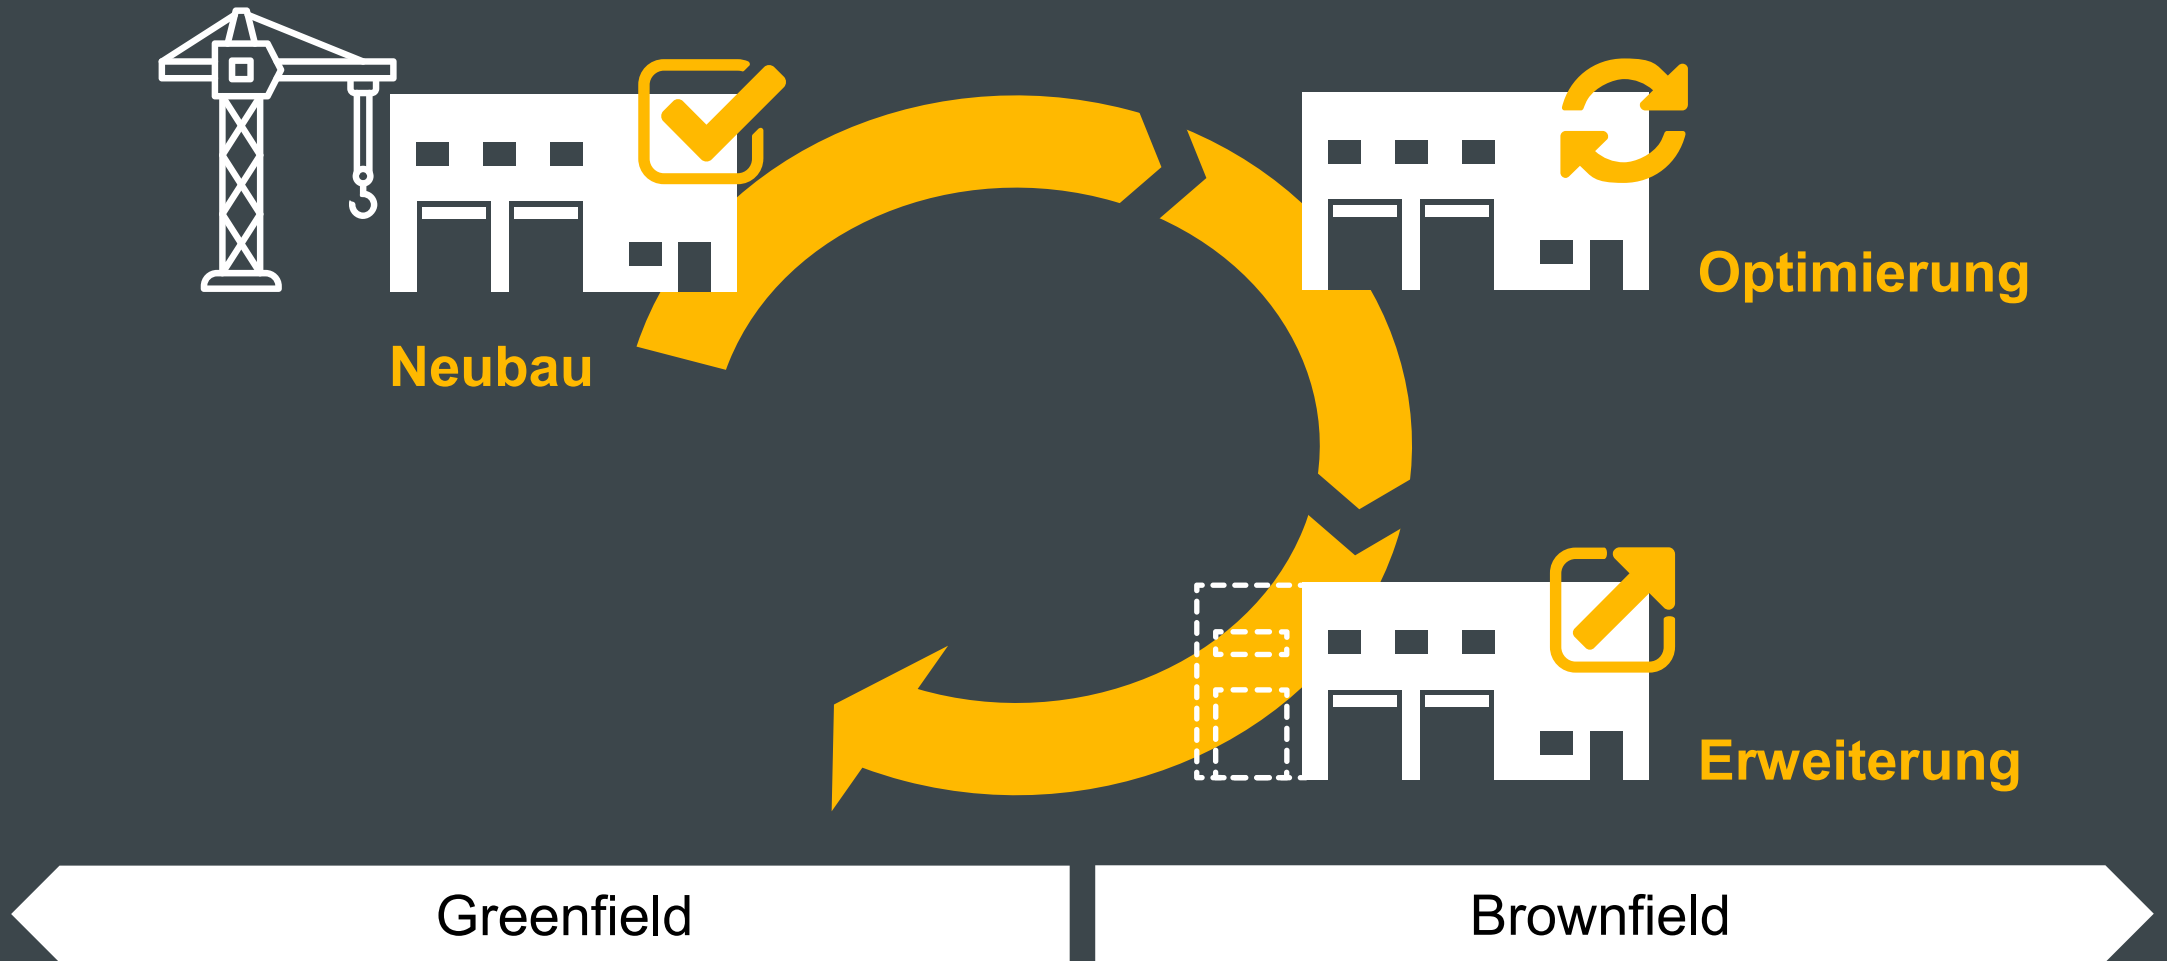 Optimierung
Neubau
Erweiterung
Greenfield
Brownfield